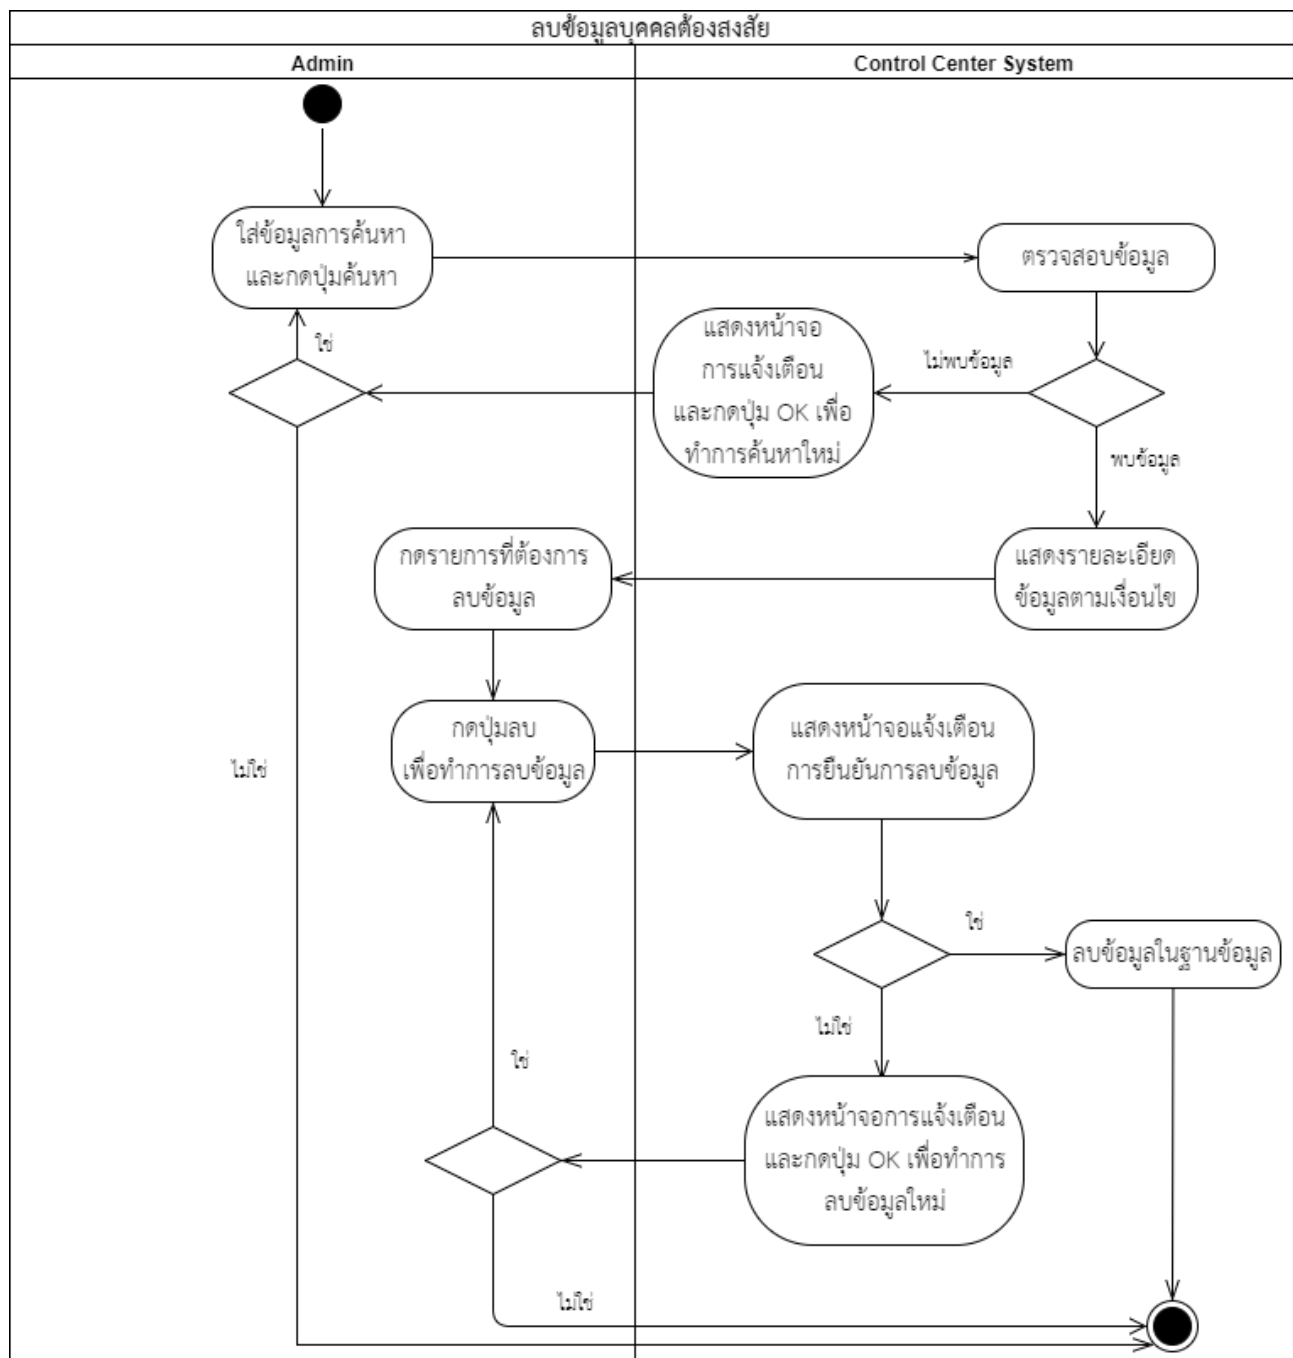 ลบข้อมูลบุคคลต้องสงสัย
Admin
Control Center System
ใส่ข้อมูลการค้นหา
และกดปุ่มค้นหา
ตรวจสอบข้อมูล
ใช่
แสดงหน้าจอ
การแจ้งเตือน
และกดปุ่ม OK เพื่อ
ทำการค้นหาใหม่
ไม่พบข้อมูล
พบข้อมูล
กดรายการที่ต้องการ
ลบข้อมูล
แสดงรายละเอียด
ข้อมูลตามเงื่อนไข
ไม่ใช่
กดปุ่มลบ
เพื่อทำการลบข้อมูล
แสดงหน้าจอแจ้งเตือน
การยืนยันการลบข้อมูล
ใช่
ลบข้อมูลในฐานข้อมูล
ไม่ใช่
ใช่
แสดงหน้าจอการแจ้งเตือน
และกดปุ่ม OK เพื่อทำการ
ลบข้อมูลใหม่
ไม่ใช่